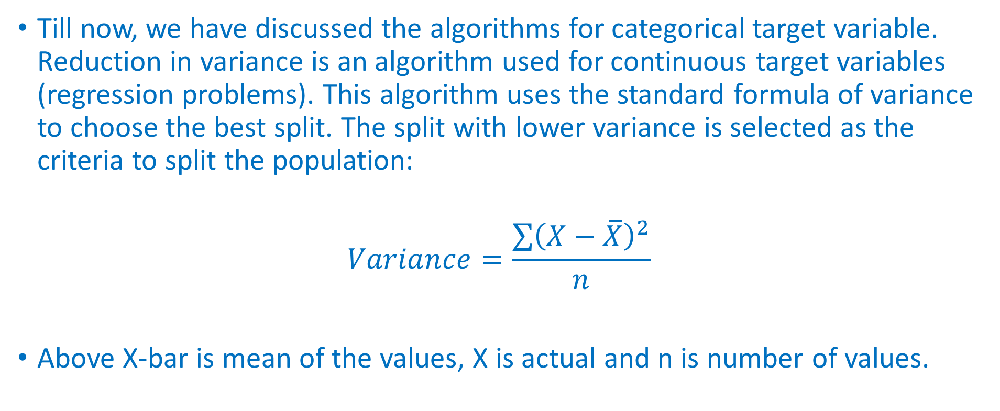 • Till now, we have discussed the algorithms for categorical target variable.
Reduction in variance is an algorithm used for continuous target variables
(regression problems). This algorithm uses the standard formula of variance
to choose the best split. The split with lower variance is selected as the
criteria to split the population:
Variance = ∑(X − X̄)² / n
• Above X-bar is mean of the values, X is actual and n is number of values.